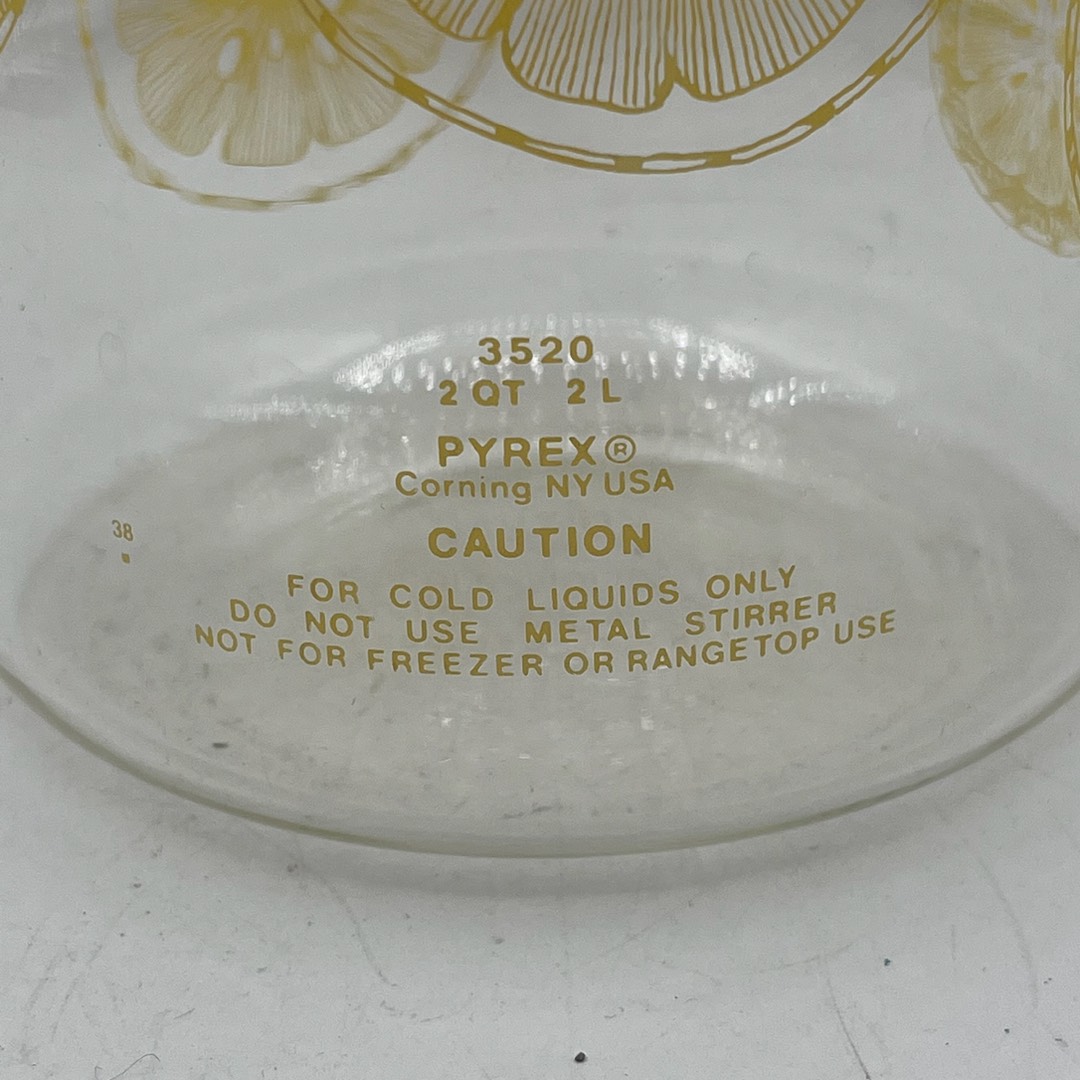 3520
2 QT 2 L
PYREX®
Corning NY USA
38
CAUTION
FOR COLD LIQUIDS ONLY
DO NOT USE METAL STIRRER
NOT FOR FREEZER OR RANGETOP USE